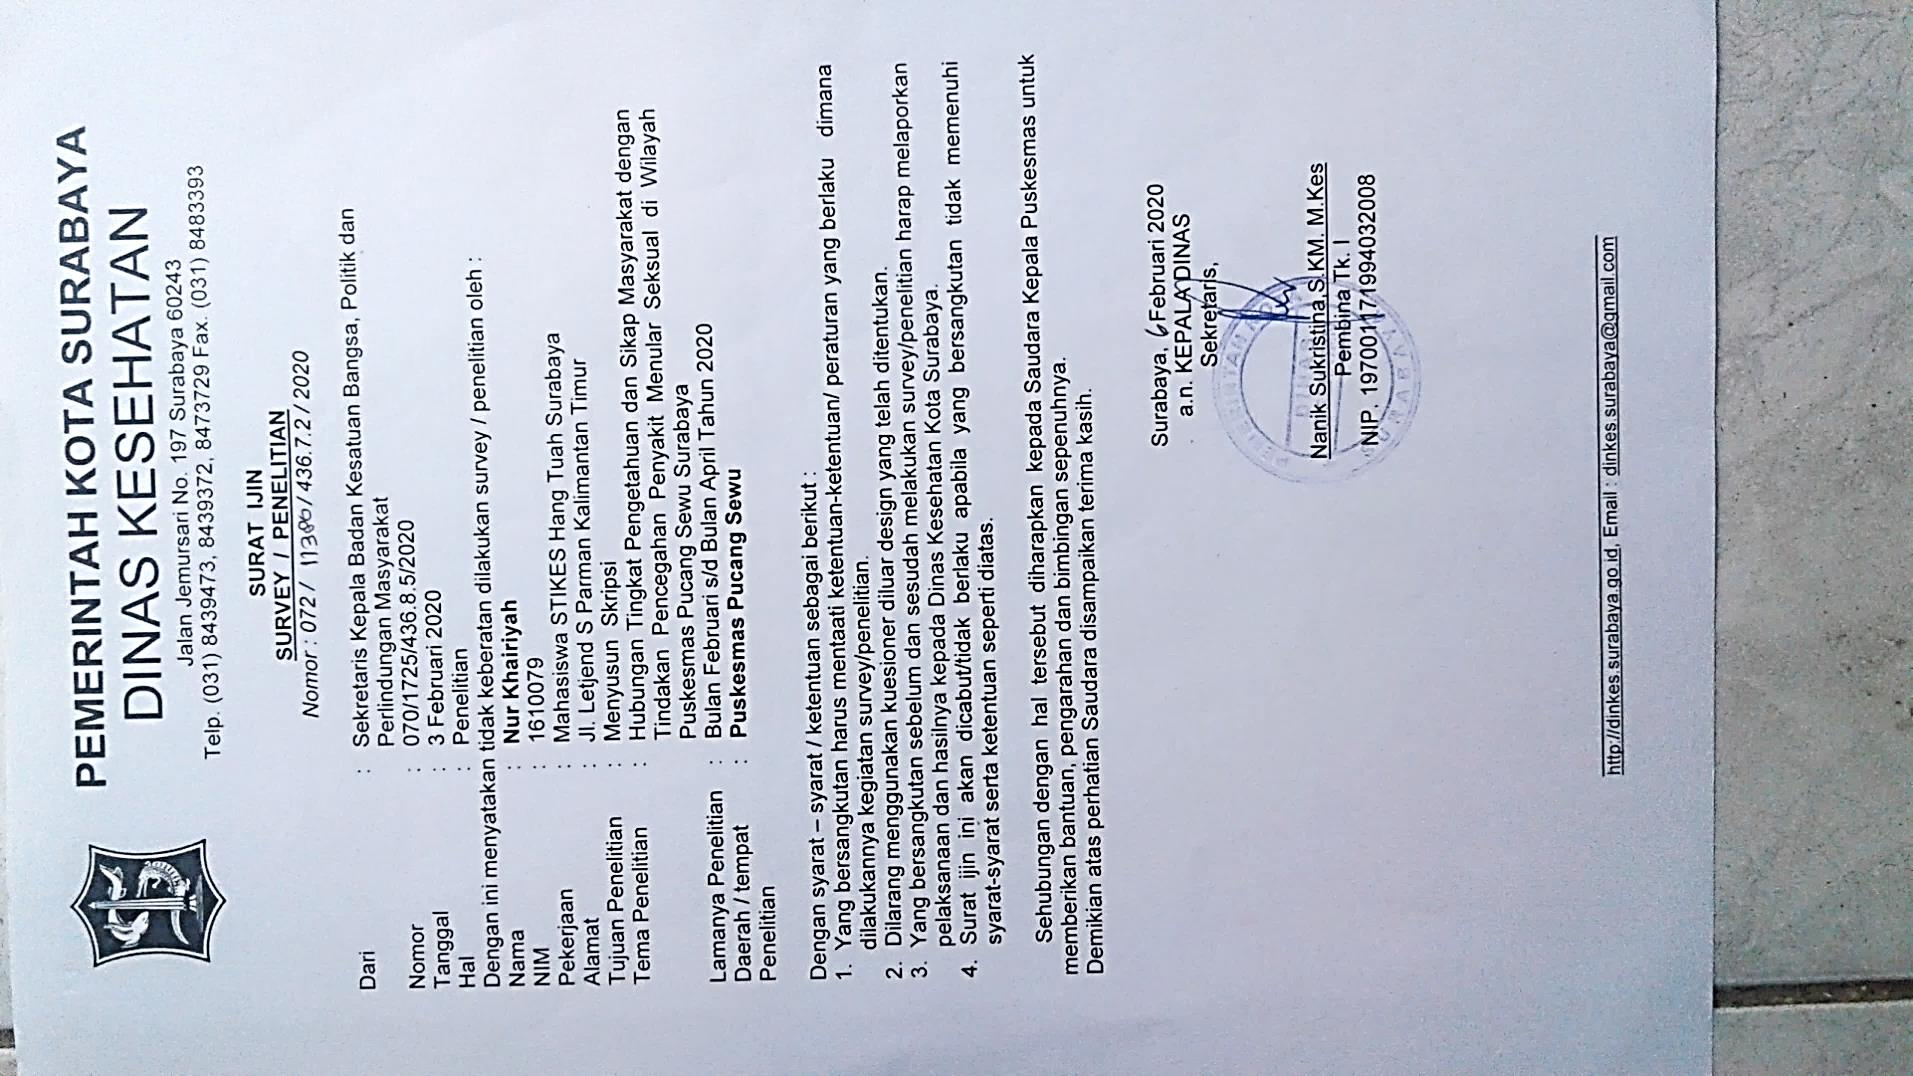 PEMERINTAH KOTA SURABAYA
DINAS KESEHATAN
Jalan Jemursari No. 197 Surabaya 60243
Telp. (031) 8439473, 8439372, 8473729 Fax. (031) 8483393
SURAT IJIN
SURVEY / PENELITIAN
Nomor : 072 / /436.7.2/2020
Dari : Sekretaris Kepala Badan Kesatuan Bangsa, Politik dan
Perlindungan Masyarakat
Nomor : 070/1725/436.8.5/2020
Tanggal : 3 Februari 2020
Hal : Penelitian
Dengan ini menyatakan tidak keberatan dilakukan survey / penelitian oleh :
Nama : Nur Khairiyah
NIM : 1610079
Pekerjaan : Mahasiswa STIKES Hang Tuah Surabaya
Alamat : Jl. Letjend S Parman Kalimantan Timur
Tujuan Penelitian : Menyusun Skripsi
Tema Penelitian : Hubungan Tingkat Pengetahuan dan Sikap Masyarakat dengan
Tindakan Pencegahan Penyakit Menular Seksual di Wilayah
Puskesmas Pucang Sewu Surabaya
Lamanya Penelitian : Bulan Februari s/d Bulan April Tahun 2020
Daerah / tempat : Puskesmas Pucang Sewu
Penelitian
Dengan syarat – syarat / ketentuan sebagai berikut :
1. Yang bersangkutan harus mentaati ketentuan-ketentuan/ peraturan yang berlaku dimana
dilakukannya kegiatan survey/penelitian.
2. Dilarang menggunakan kuesioner diluar design yang telah ditentukan.
3. Yang bersangkutan sebelum dan sesudah melakukan survey/penelitian harap melaporkan
pelaksanaan dan hasilnya kepada Dinas Kesehatan Kota Surabaya.
4. Surat ijin ini akan dicabut/tidak berlaku apabila yang bersangkutan tidak memenuhi
syarat-syarat serta ketentuan seperti diatas.
Sehubungan dengan hal tersebut diharapkan kepada Saudara Kepala Puskesmas untuk
memberikan bantuan, pengarahan dan bimbingan sepenuhnya.
Demikian atas perhatian Saudara disampaikan terima kasih.
Surabaya, 6 Februari 2020
a.n. KEPALA DINAS
Sekretaris,
Nanik Sukristina,S.KM. M.Kes
Pembina Tk. I
NIP. 197001171994032008
http://dinkes.surabaya.go.id, Email : dinkes.surabaya@gmail.com